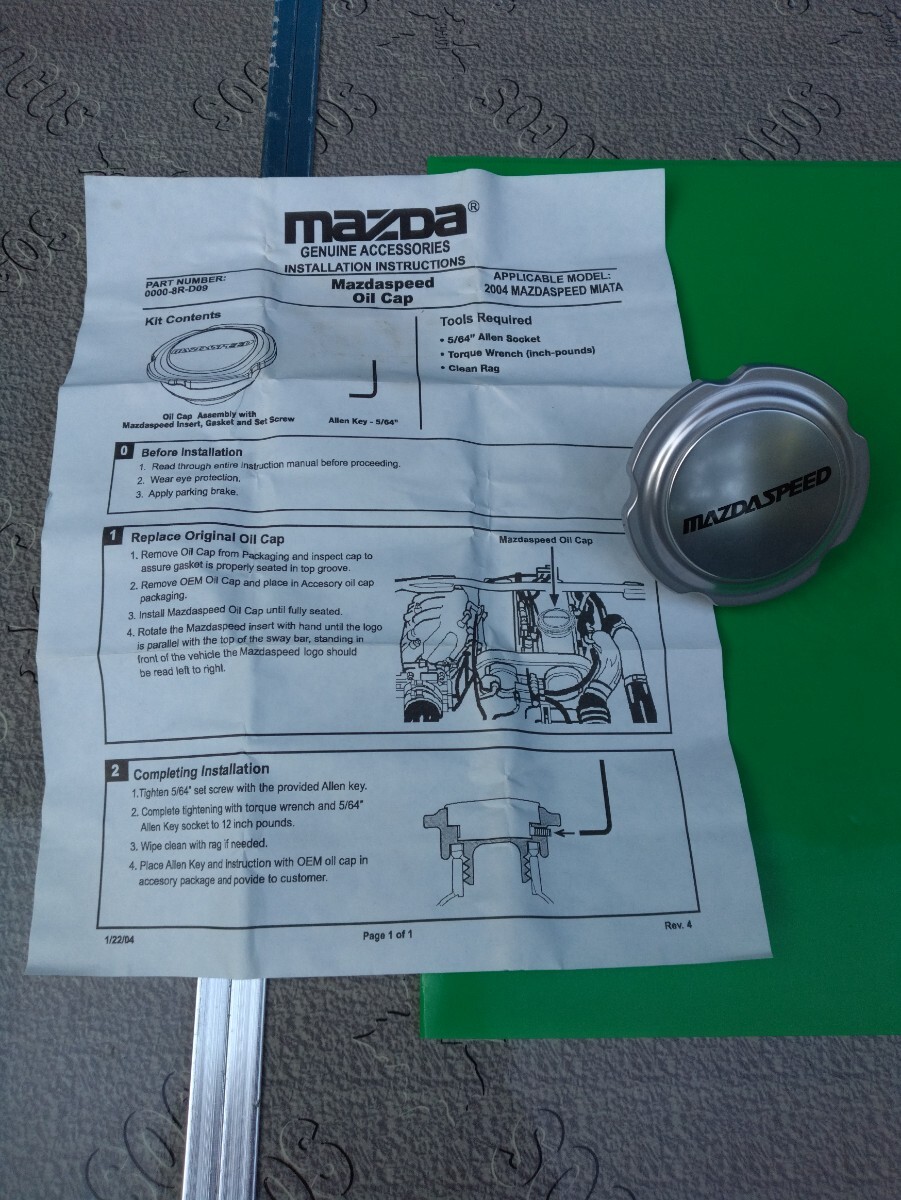 mazda®
GENUINE ACCESSORIES
INSTALLATION INSTRUCTIONS
PART NUMBER:
0000-8R-D09
Mazdaspeed
Oil Cap
APPLICABLE MODEL:
2004 MAZDASPEED MIATA
Kit Contents
MAZDASPEED
Oil Cap Assembly with
Mazdaspeed Insert, Gasket and Set Screw
Allen Key - 5/64"
Tools Required
• 5/64" Allen Socket
• Torque Wrench (inch-pounds)
• Clean Rag
0 Before Installation
1. Read through entire instruction manual before proceeding.
2. Wear eye protection.
3. Apply parking brake.
1 Replace Original Oil Cap
1. Remove Oil Cap from Packaging and inspect cap to
assure gasket is properly seated in top groove.
2. Remove OEM Oil Cap and place in Accesory oil cap
packaging.
3. Install Mazdaspeed Oil Cap until fully seated.
4. Rotate the Mazdaspeed insert with hand until the logo
is parallel with the top of the sway bar, standing in
front of the vehicle the Mazdaspeed logo should
be read left to right.
Mazdaspeed Oil Cap
2 Completing Installation
1.Tighten 5/64" set screw with the provided Allen key.
2. Complete tightening with torque wrench and 5/64"
Allen Key socket to 12 inch pounds.
3. Wipe clean with rag if needed.
4. Place Allen Key and Instruction with OEM oil cap in
accesory package and povide to customer.
1/22/04
Page 1 of 1
Rev. 4
MAZDASPEED